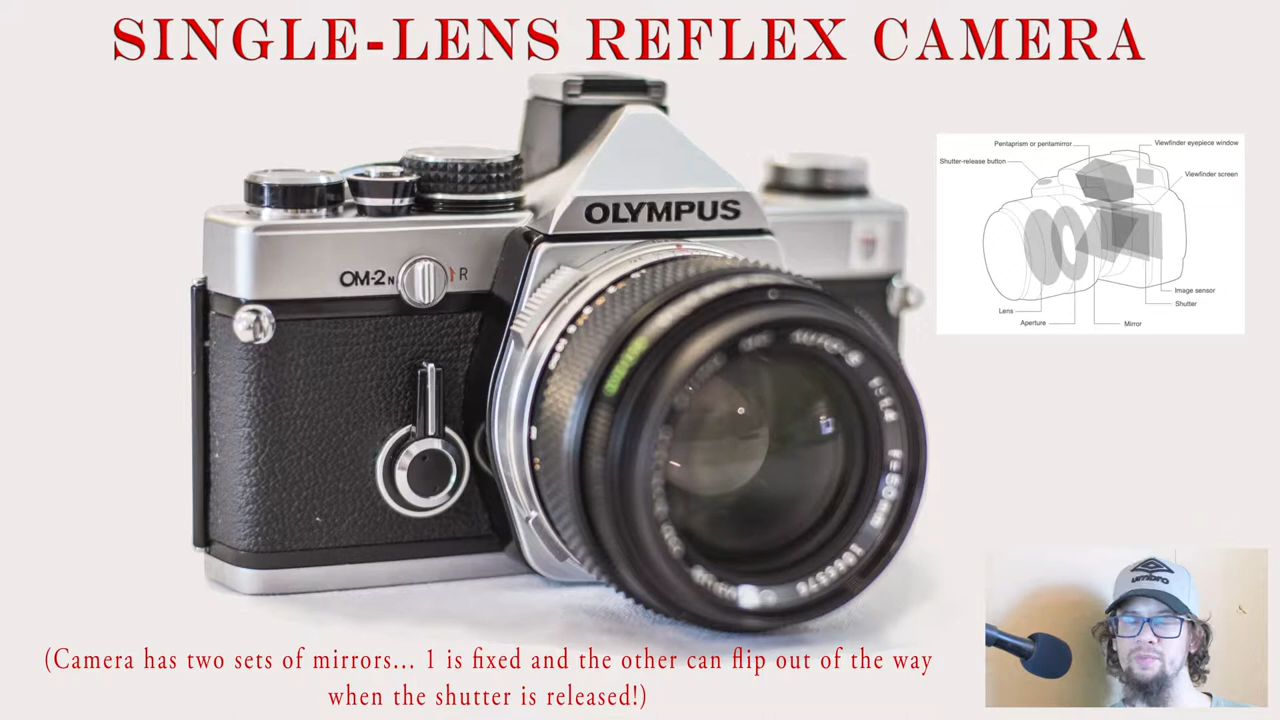 SINGLE-LENS REFLEX CAMERA
OLYMPUS
OM-2N
R
Pentaprism or pentamirror
Viewfinder eyepiece window
Shutter-release button
Viewfinder screen
Image sensor
Shutter
Lens
Aperture
Mirror
f=50mm
umbro
(Camera has two sets of mirrors... 1 is fixed and the other can flip out of the way
when the shutter is released!)